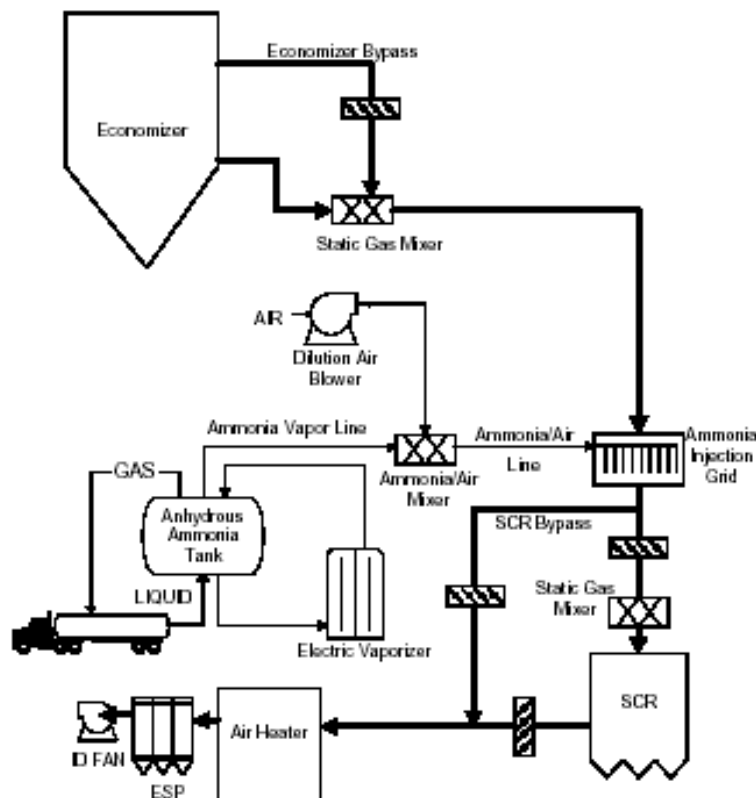 Economizer Bypass
Economizer
Static Gas Mixer
AIR
Dilution Air
Blower
Ammonia Vapor Line
Ammonia/Air
Line
Ammonia
Injection
Grid
GAS
Ammonia/Air
Mixer
Anhydrous
Ammonia
Tank
SCR Bypass
LIQUID
Static Gas
Mixer
Electric Vaporizer
SCR
Air Heater
ID FAN
ESP